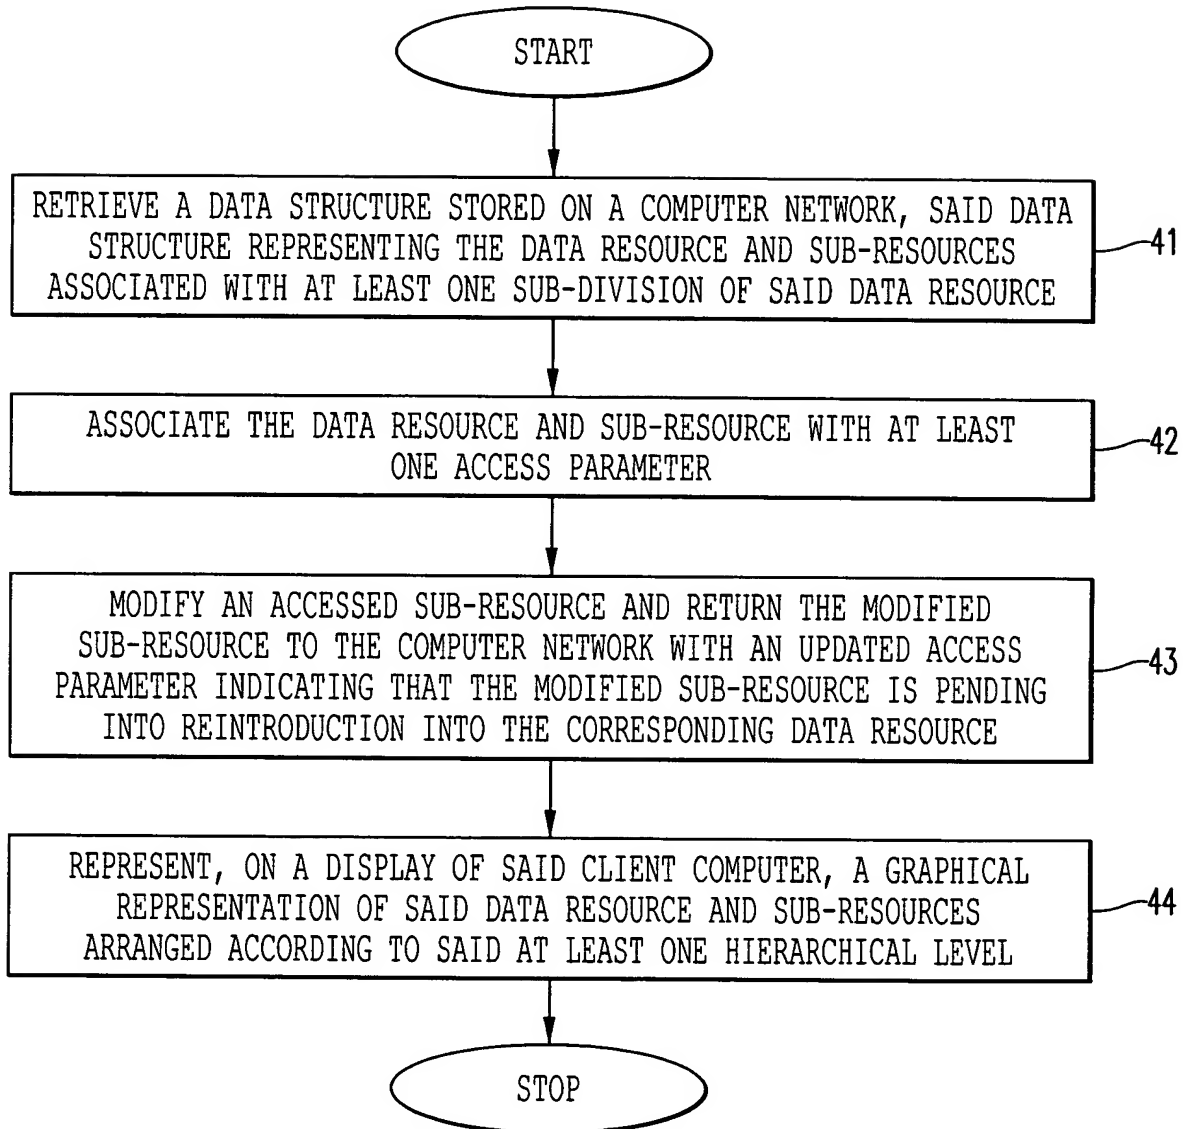 START
RETRIEVE A DATA STRUCTURE STORED ON A COMPUTER NETWORK, SAID DATA
STRUCTURE REPRESENTING THE DATA RESOURCE AND SUB-RESOURCES
ASSOCIATED WITH AT LEAST ONE SUB-DIVISION OF SAID DATA RESOURCE
41
ASSOCIATE THE DATA RESOURCE AND SUB-RESOURCE WITH AT LEAST
ONE ACCESS PARAMETER
42
MODIFY AN ACCESSED SUB-RESOURCE AND RETURN THE MODIFIED
SUB-RESOURCE TO THE COMPUTER NETWORK WITH AN UPDATED ACCESS
PARAMETER INDICATING THAT THE MODIFIED SUB-RESOURCE IS PENDING
INTO REINTRODUCTION INTO THE CORRESPONDING DATA RESOURCE
43
REPRESENT, ON A DISPLAY OF SAID CLIENT COMPUTER, A GRAPHICAL
REPRESENTATION OF SAID DATA RESOURCE AND SUB-RESOURCES
ARRANGED ACCORDING TO SAID AT LEAST ONE HIERARCHICAL LEVEL
44
STOP